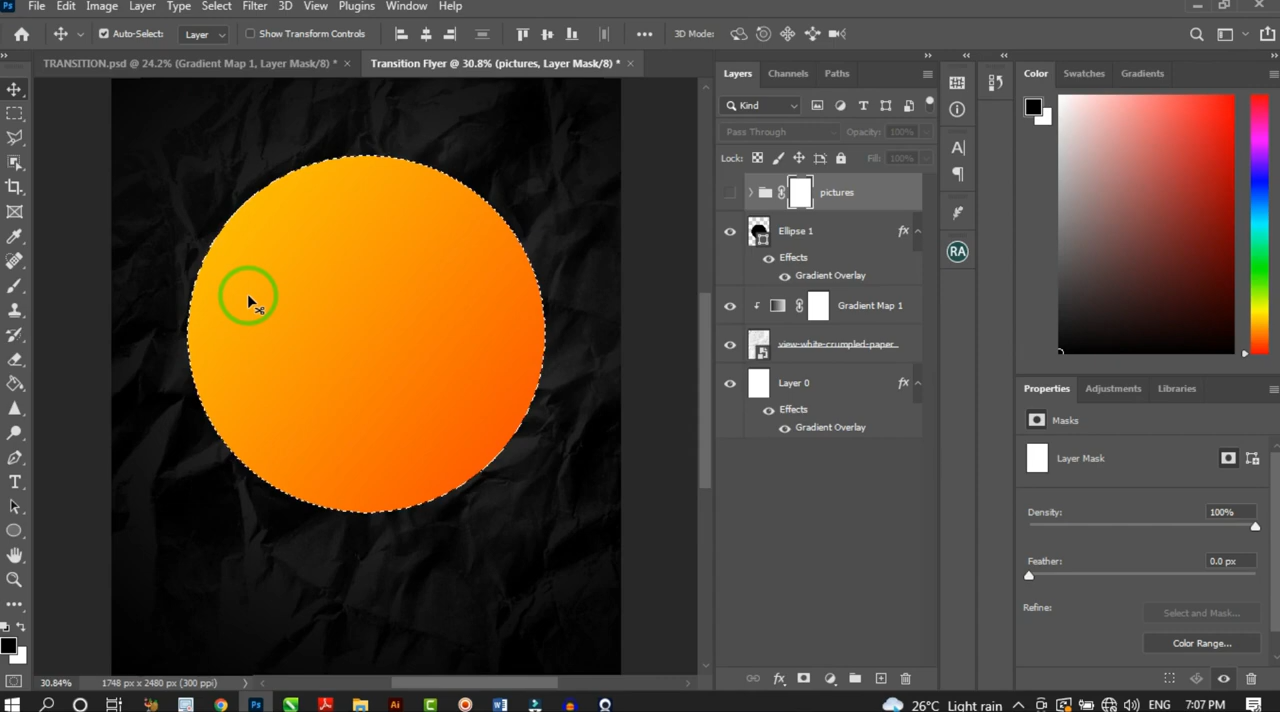 Ps File Edit Image Layer Type Select Filter 3D View Plugins Window Help
Auto-Select: Layer Show Transform Controls 3D Mode:
TRANSITION.psd @ 24.2% (Gradient Map 1, Layer Mask/8) * × Transition Flyer @ 30.8% (pictures, Layer Mask/8) * ×
Layers Channels Paths
Kind
Pass Through Opacity: 100%
Lock: Fill: 100%
pictures
Ellipse 1 fx
Effects
Gradient Overlay
Gradient Map 1
view-white-crumpled-paper...
Layer 0 fx
Effects
Gradient Overlay
RA
Color Swatches Gradients
Properties Adjustments Libraries
Masks
Layer Mask
Density: 100%
Feather: 0.0 px
Refine: Select and Mask...
Color Range...
30.84% 1748 px x 2480 px (300 ppi)
26°C Light rain ENG 7:07 PM